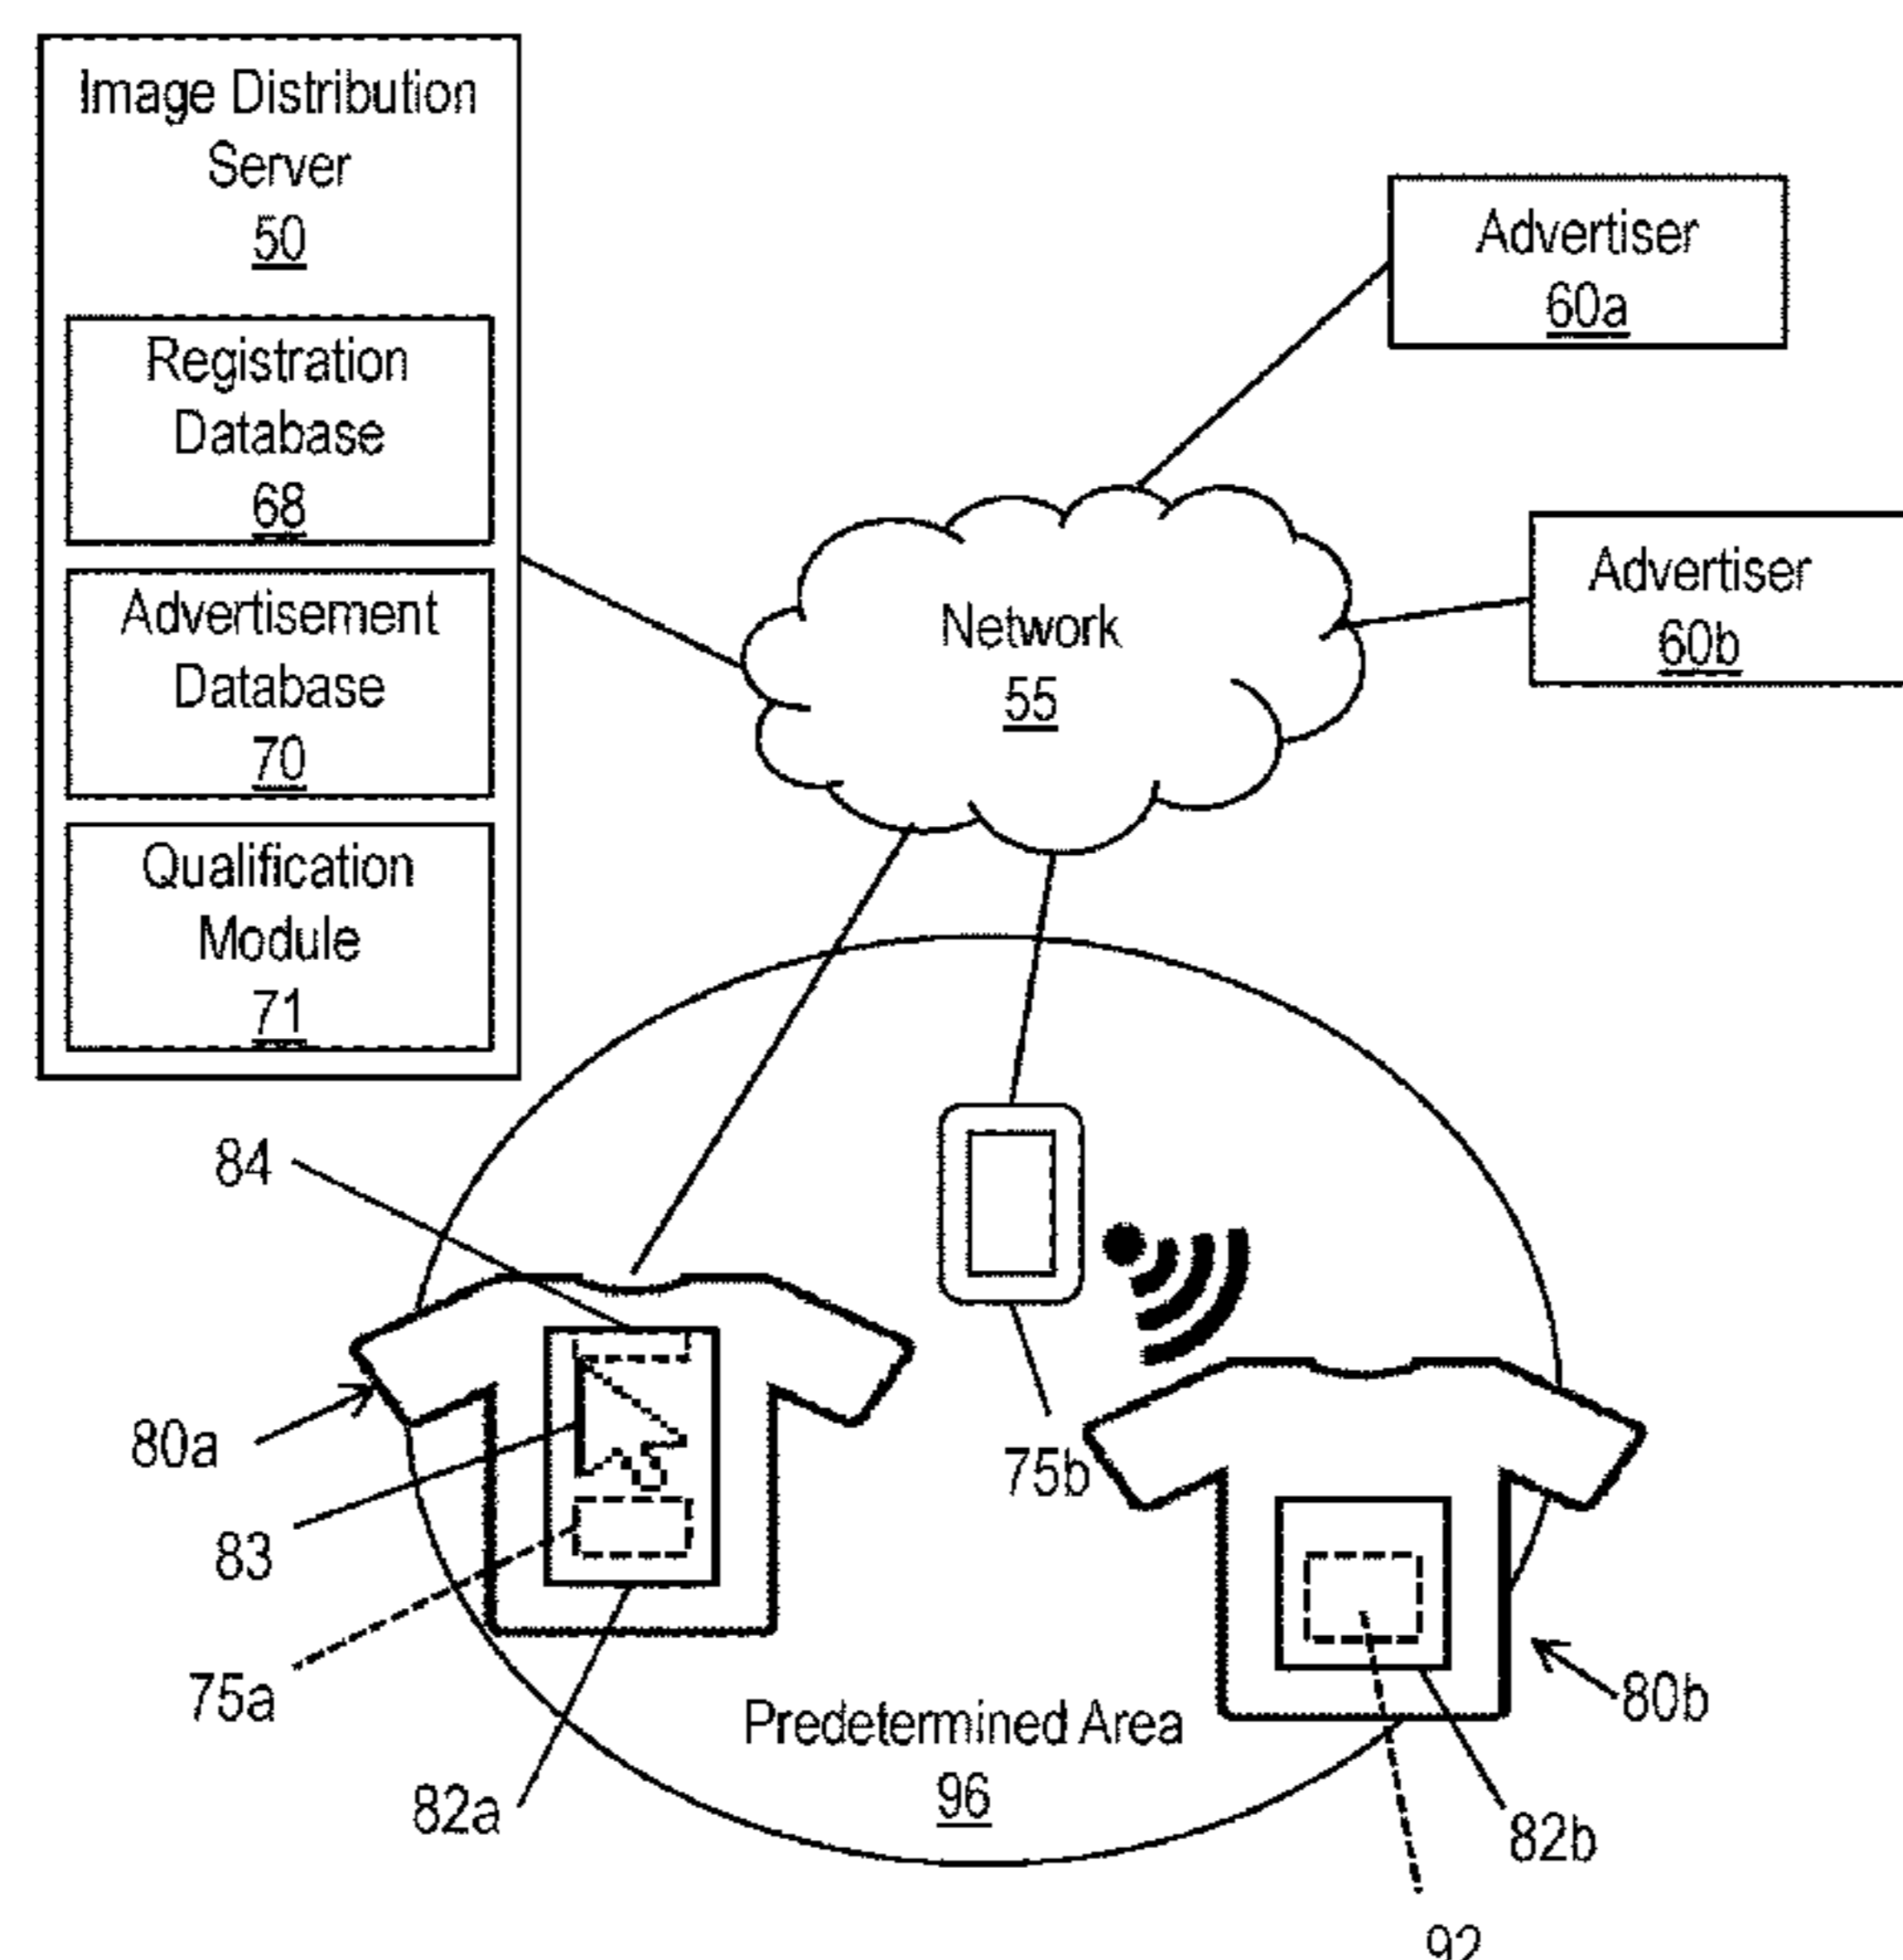 Image Distribution
Server
50
Registration
Database
68
Advertisement
Database
70
Qualification
Module
71
Advertiser
60a
Advertiser
60b
Network
55
84
80a
83
75a
82a
75b
Predetermined Area
96
80b
82b
92